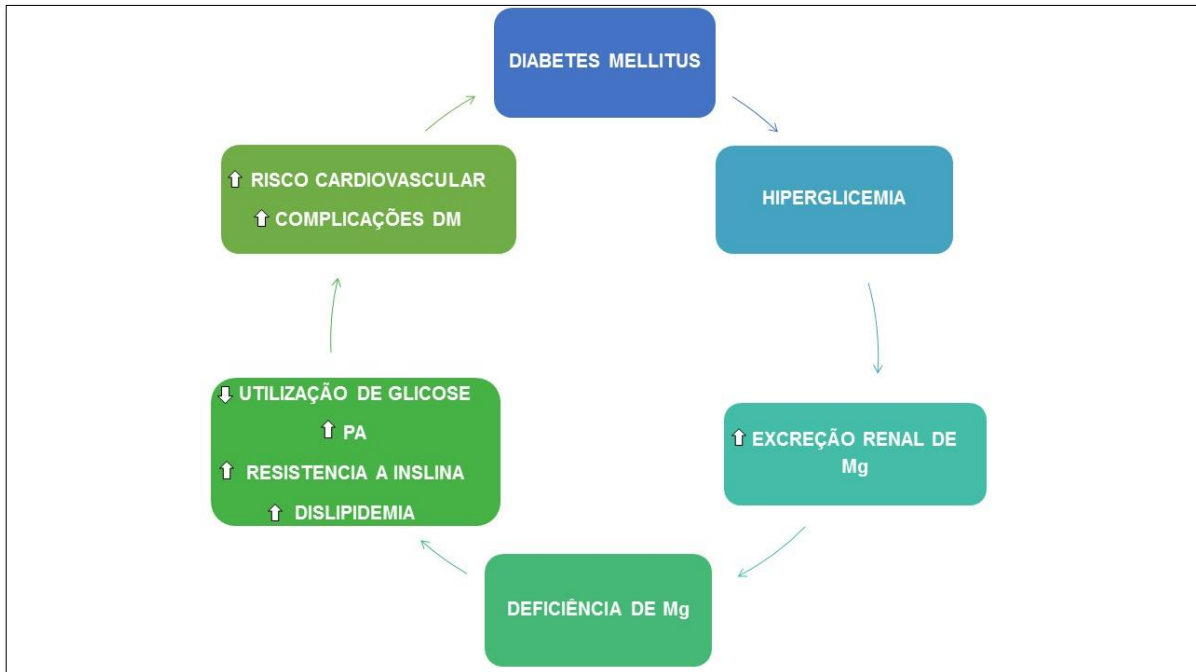 DIABETES MELLITUS
HIPERGLICEMIA
⇧ EXCREÇÃO RENAL DE
Mg
DEFICIÊNCIA DE Mg
⇩ UTILIZAÇÃO DE GLICOSE
⇧ PA
⇧ RESISTENCIA A INSLINA
⇧ DISLIPIDEMIA
⇧ RISCO CARDIOVASCULAR
⇧ COMPLICAÇÕES DM